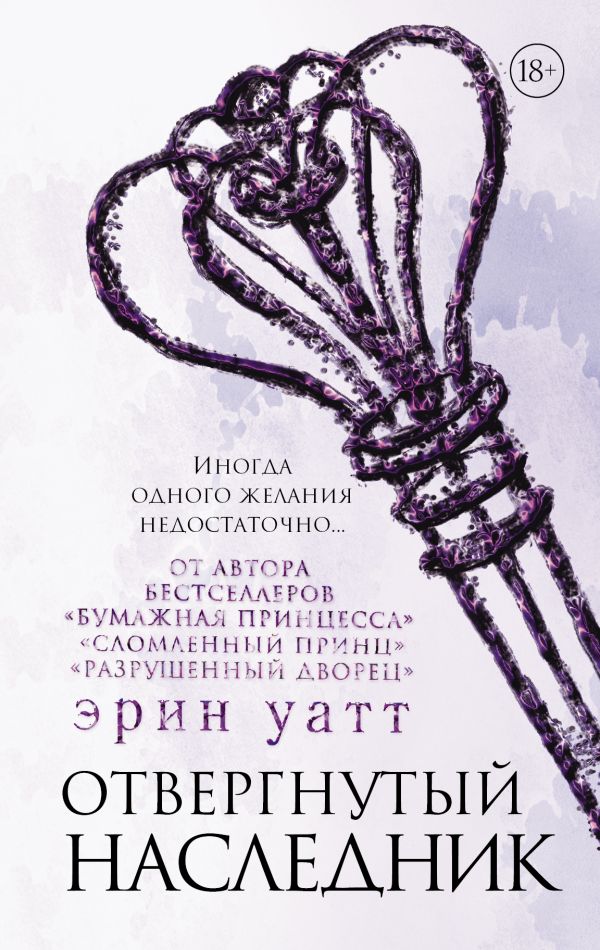 18+
Иногда
одного желания
недостаточно...
от автора
бестселлеров
«Бумажная принцесса»
«Сломленный принц»
«Разрушенный дворец»
эрин уатт
Отвергнутый
наследник